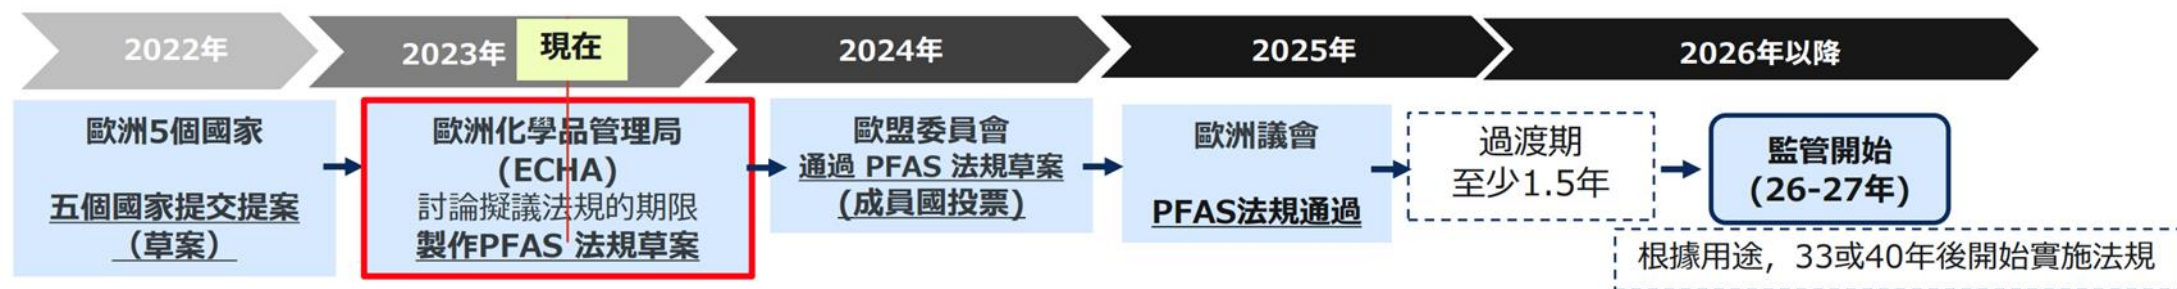 2022年
2023年
現在
2024年
2025年
2026年以降
歐洲5個國家
五個國家提交提案
（草案）
歐洲化學品管理局
(ECHA)
討論擬議法規的期限
製作PFAS 法規草案
歐盟委員會
通過 PFAS 法規草案
(成員國投票)
歐洲議會
PFAS法規通過
過渡期
至少1.5年
監管開始
(26-27年)
根據用途，33或40年後開始實施法規